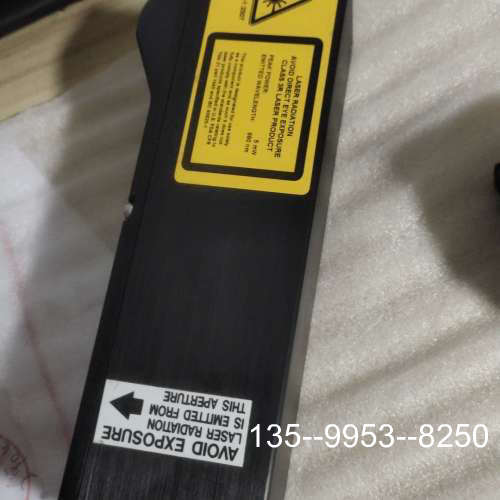 LASER RADIATION
AVOID DIRECT EYE EXPOSURE
CLASS 3R LASER PRODUCT
PEAK POWER: 5 mW
EMITTED WAVELENGTH: 660 nm
AVOID EXPOSURE
LASER RADIATION
IS EMITTED FROM
THIS APERTURE
135--9953--8250